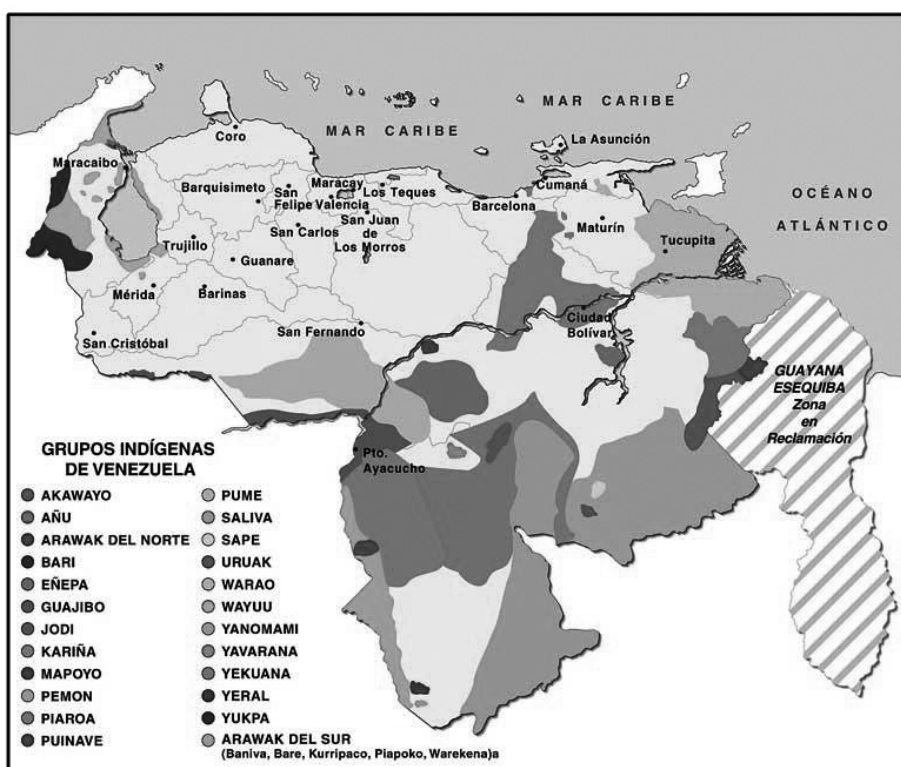 MAR CARIBE
MAR CARIBE
OCÉANO
ATLÁNTICO
Coro
La Asunción
Maracaibo
Barquisimeto
San
Felipe
Maracay
Valencia
Los Teques
Cumaná
Barcelona
San Carlos
San Juan
de
Los Morros
Maturín
Trujillo
Guanare
Tucupita
Mérida
Barinas
San Cristóbal
San Fernando
Ciudad
Bolívar
GUAYANA
ESEQUIBA
Zona
en
Reclamación
Pto.
Ayacucho
GRUPOS INDÍGENAS
DE VENEZUELA
AKAWAYO
AÑU
ARAWAK DEL NORTE
BARI
EÑEPA
GUAJIBO
JODI
KARIÑA
MAPOYO
PEMON
PIAROA
PUINAVE
PUME
SALIVA
SAPE
URUAK
WARAO
WAYUU
YANOMAMI
YAVARANA
YEKUANA
YERAL
YUKPA
ARAWAK DEL SUR
(Baniva, Bare, Kurripaco, Piapoko, Warekena)a